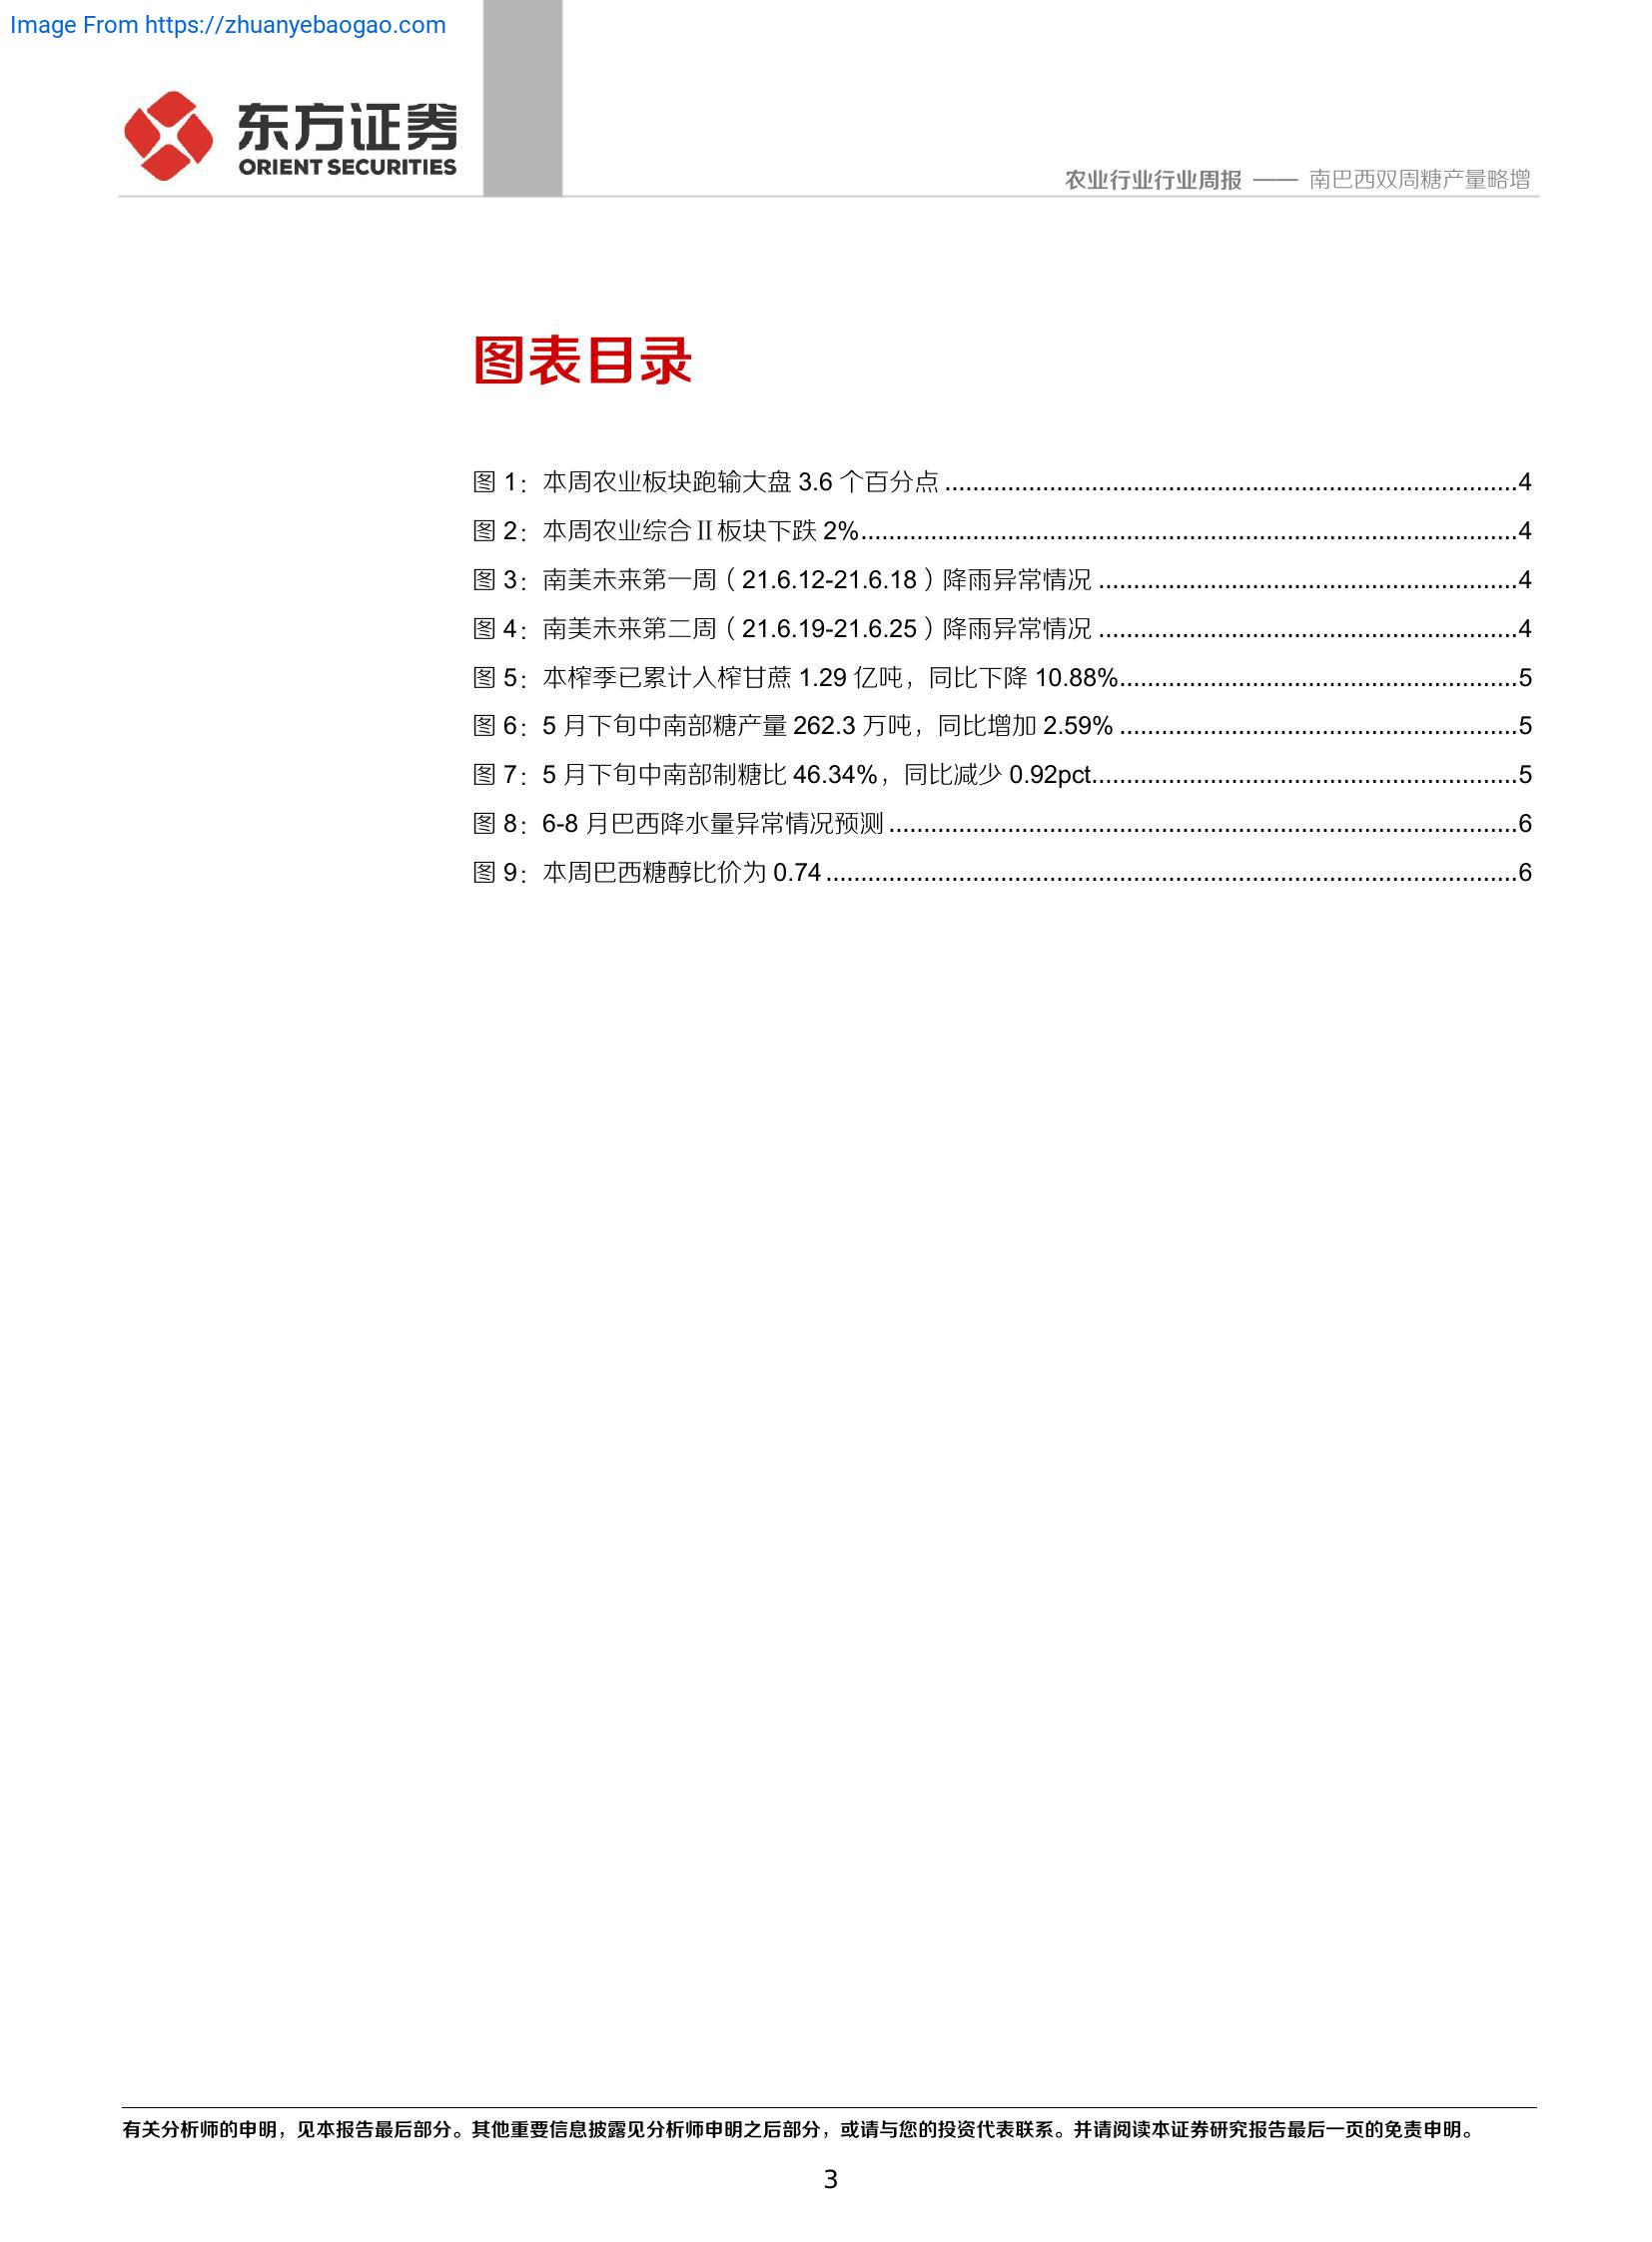 Image From https://zhuanyebaogao.com
东方证券
ORIENT SECURITIES
农业行业行业周报 —— 南巴西双周糖产量略增
图表目录
图 1：本周农业板块跑输大盘 3.6 个百分点 ................................................................................4
图 2：本周农业综合Ⅱ板块下跌 2%............................................................................................4
图 3：南美未来第一周（21.6.12-21.6.18）降雨异常情况 ...........................................................4
图 4：南美未来第二周（21.6.19-21.6.25）降雨异常情况 ...........................................................4
图 5：本榨季已累计入榨甘蔗 1.29 亿吨，同比下降 10.88%........................................................5
图 6：5 月下旬中南部糖产量 262.3 万吨，同比增加 2.59% ........................................................5
图 7：5 月下旬中南部制糖比 46.34%，同比减少 0.92pct............................................................5
图 8：6-8 月巴西降水量异常情况预测 ........................................................................................6
图 9：本周巴西糖醇比价为 0.74 .................................................................................................6
有关分析师的申明，见本报告最后部分。其他重要信息披露见分析师申明之后部分，或请与您的投资代表联系。并请阅读本证券研究报告最后一页的免责申明。
3